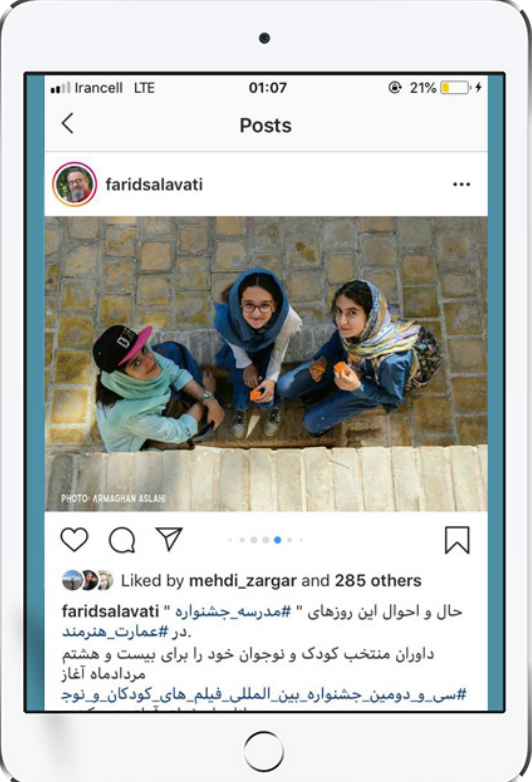 Irancell LTE 01:07 21%
Posts
faridsalavati
PHOTO: ARMAGHAN ASLAHI
Liked by mehdi_zargar and 285 others
faridsalavati حال و احوال این روزهای " #مدرسه_جشنواره "
در #عمارت_هنرمند.
داوران منتخب کودک و نوجوان خود را برای بیست و هشتم
مردادماه آغاز
#سی_و_دومین_جشنواره_بین_المللی_فیلم_های_کودکان_و_نوج